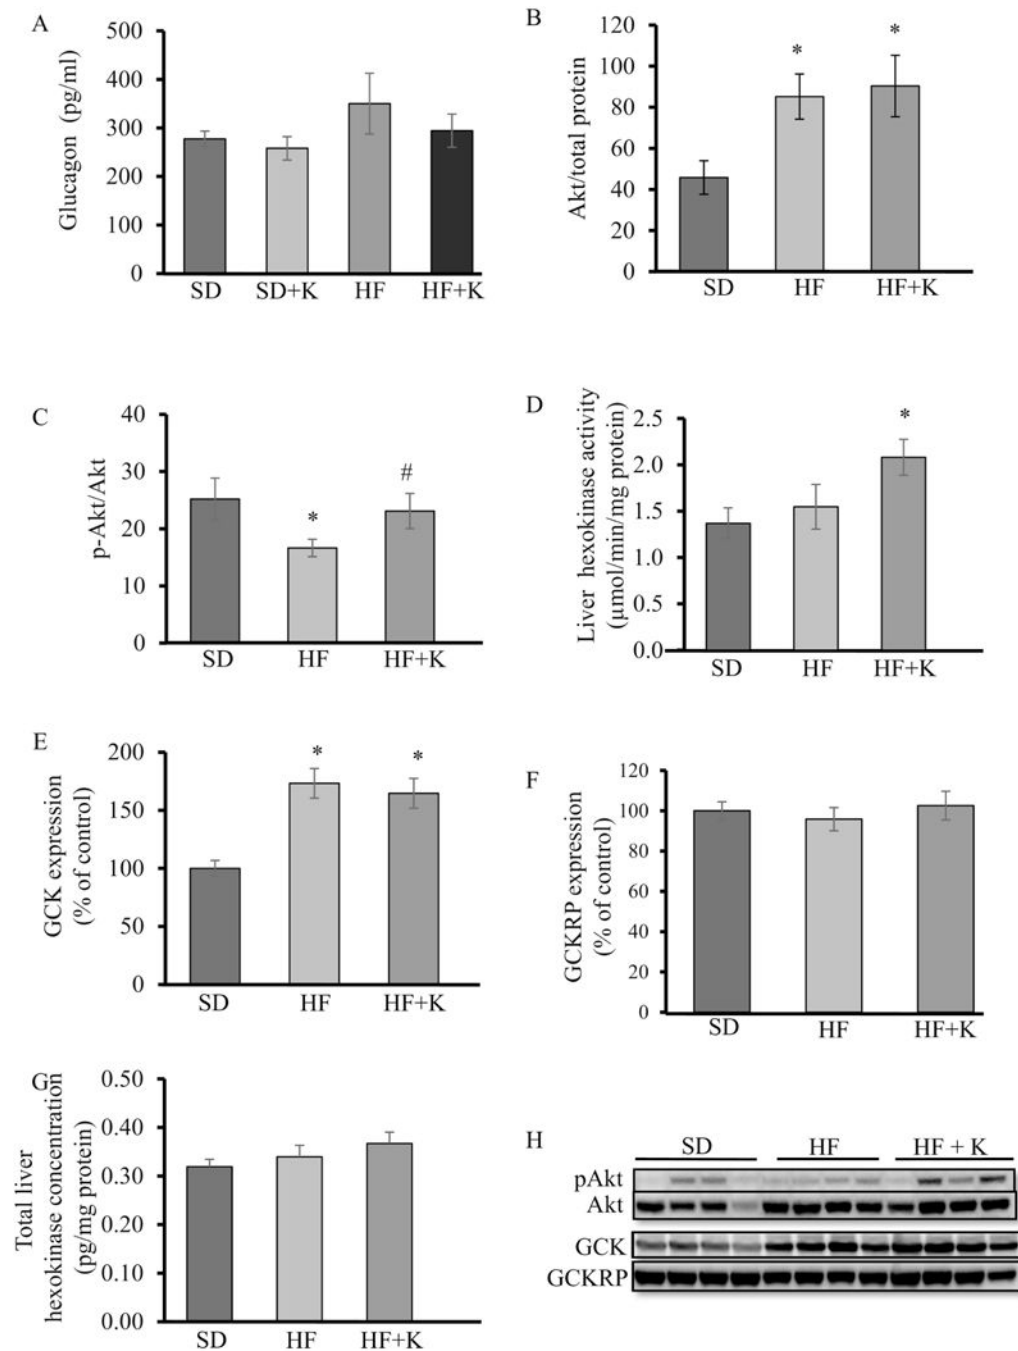 A
Glucagon (pg/ml)
500
400
300
200
100
0
SD SD+K HF HF+K
B
Akt/total protein
120
100
80
60
40
20
0
* *
SD HF HF+K
C
p-Akt/Akt
40
30
20
10
0
* #
SD HF HF+K
D
Liver hexokinase activity
(μmol/min/mg protein)
2.5
2.0
1.5
1.0
0.5
0.0
*
SD HF HF+K
E
GCK expression
(% of control)
200
150
100
50
0
* *
SD HF HF+K
F
GCKRP expression
(% of control)
120
100
80
60
40
20
0
SD HF HF+K
G
Total liver
hexokinase concentration
(pg/mg protein)
0.50
0.40
0.30
0.20
0.10
0.00
SD HF HF+K
H
SD HF HF + K
pAkt
Akt
GCK
GCKRP